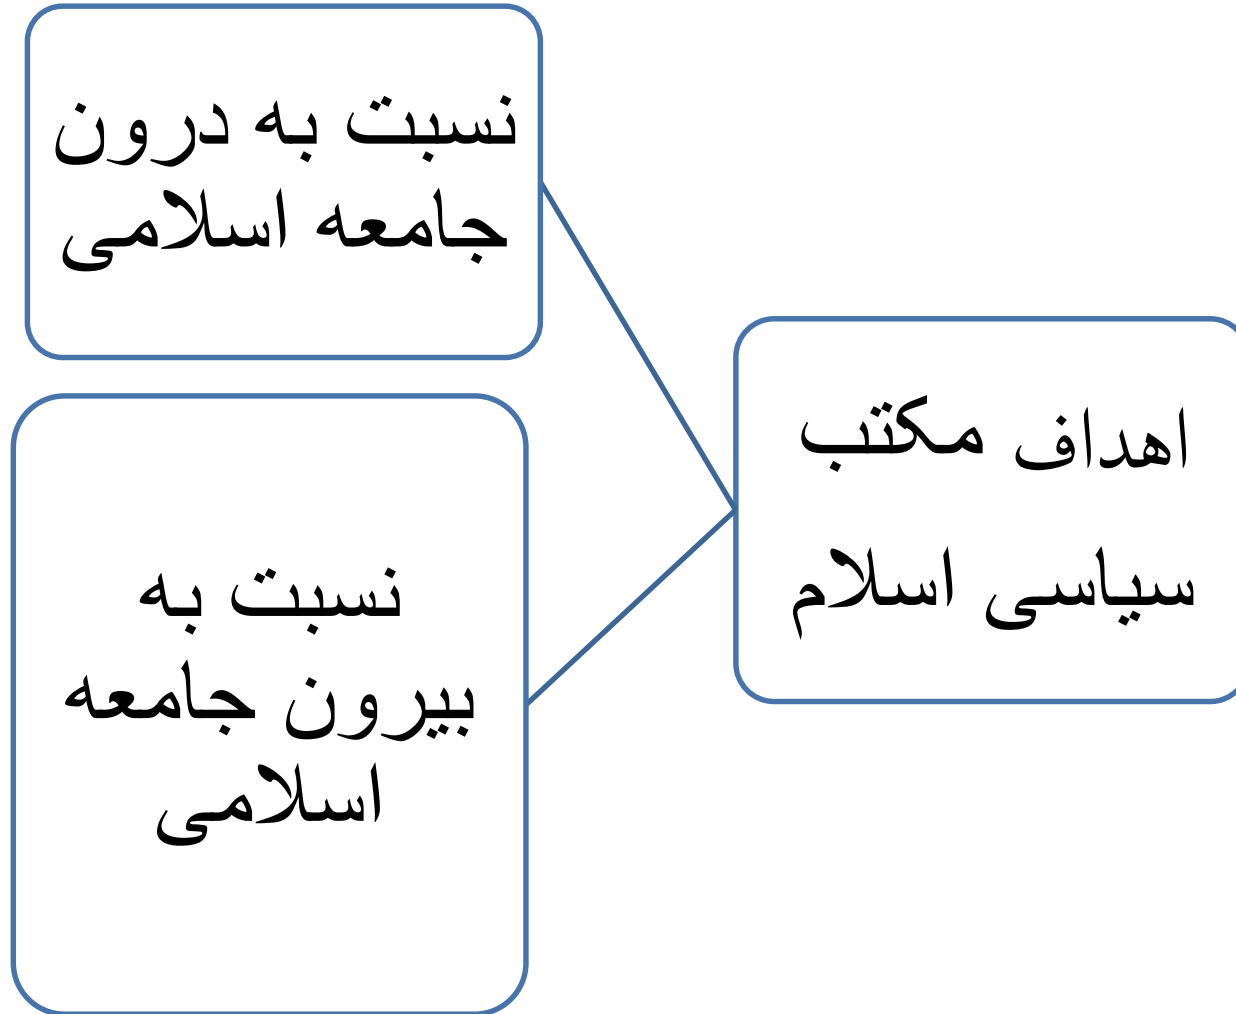 اهداف مکتب
سیاسی اسلام
نسبت به درون
جامعه اسلامی
نسبت به
بیرون جامعه
اسلامی